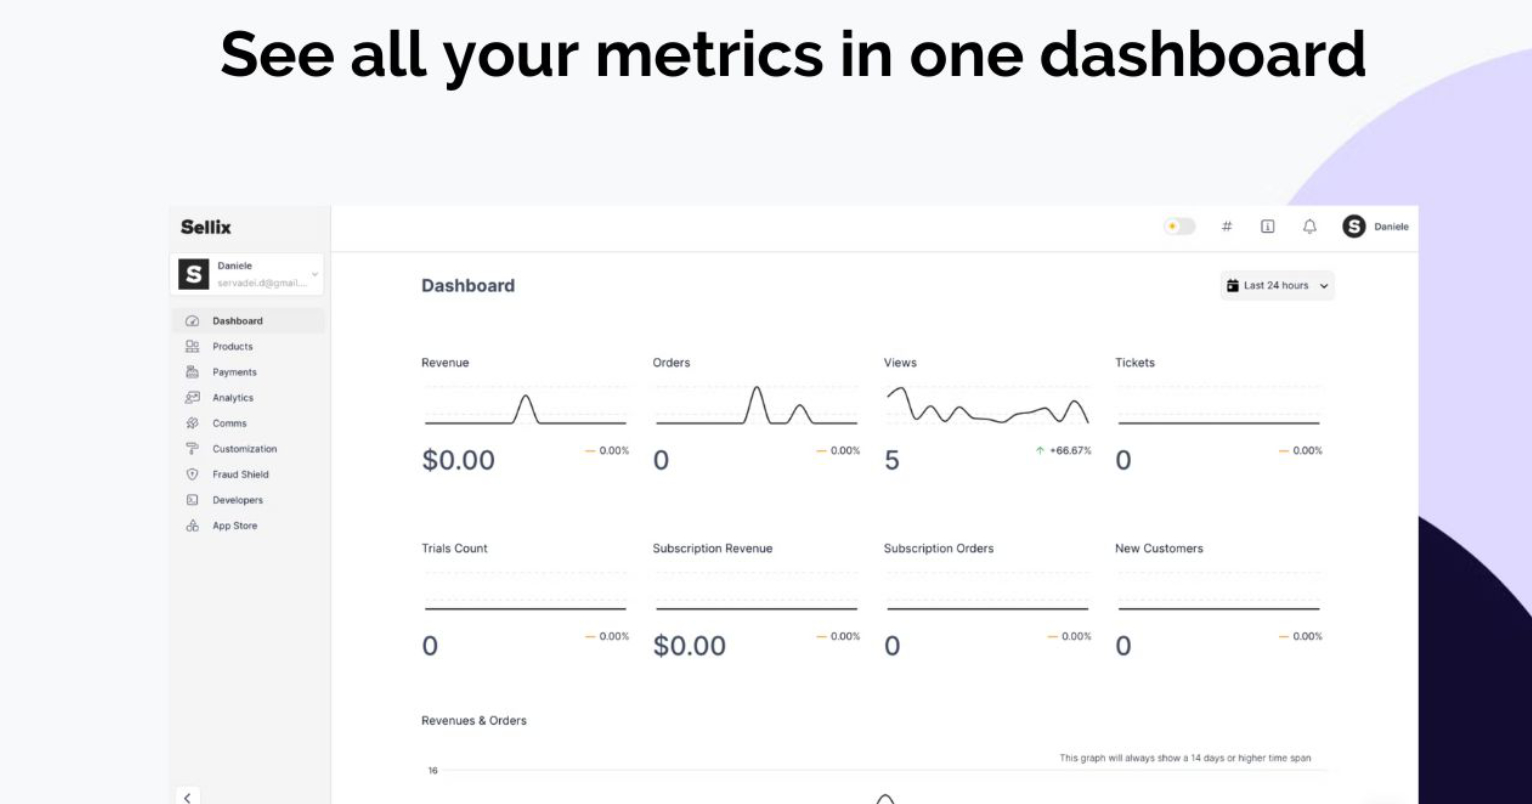 See all your metrics in one dashboard
Sellix
# Daniele
S Daniele
servadei.d@gmail....
Dashboard
Products
Payments
Analytics
Comms
Customization
Fraud Shield
Developers
App Store
Dashboard
Last 24 hours
Revenue Orders Views Tickets
$0.00 — 0.00% 0 — 0.00% 5 ↑ +66.67% 0 — 0.00%
Trials Count Subscription Revenue Subscription Orders New Customers
0 — 0.00% $0.00 — 0.00% 0 — 0.00% 0 — 0.00%
Revenues & Orders
This graph will always show a 14 days or higher time span
16